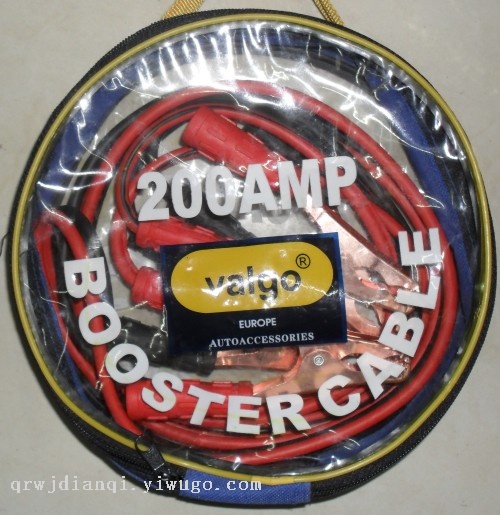 200AMP
valgo®
EUROPE
AUTOACCESSORIES
BOOSTER CABLE
qrwjdianqi.yiwugo.com